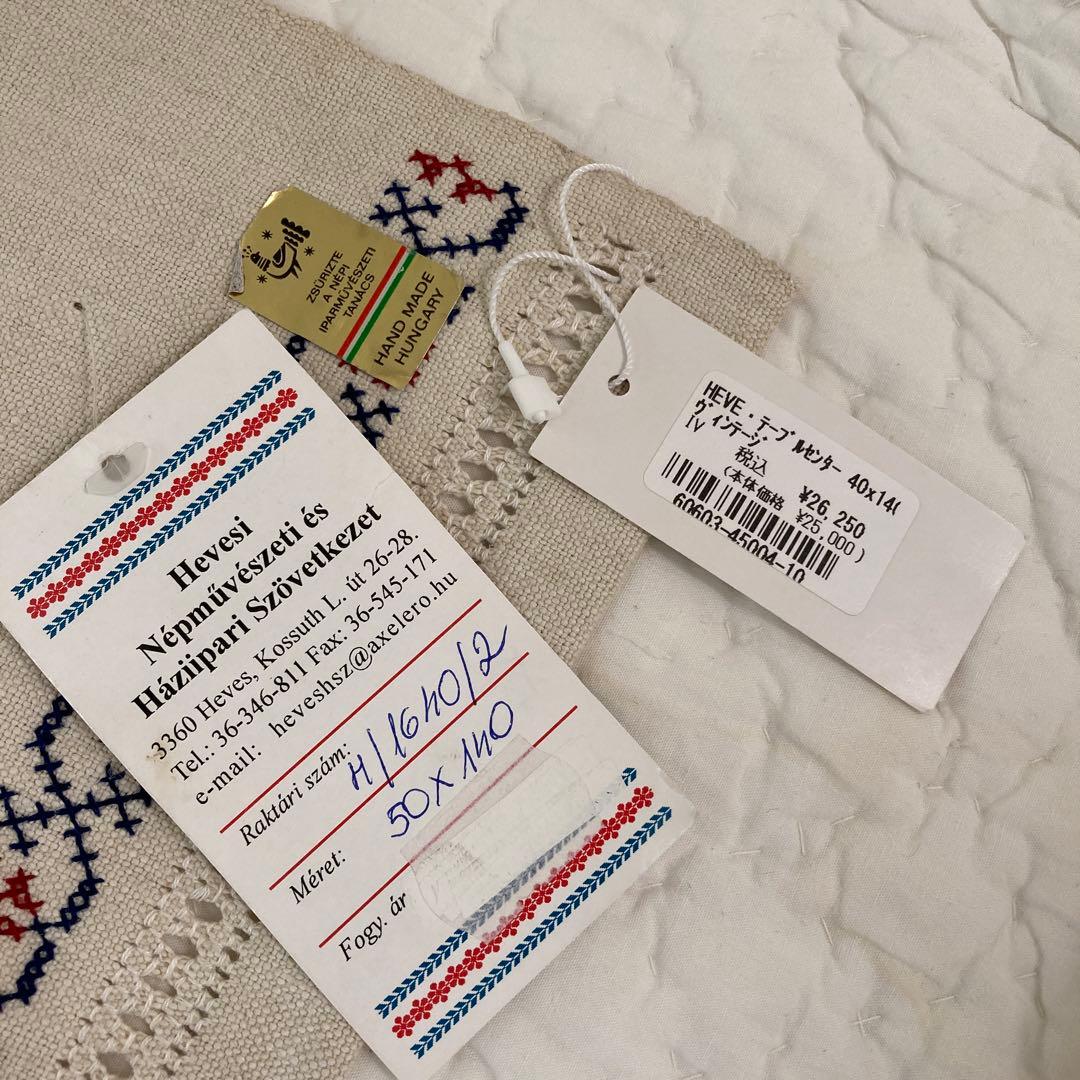 ZSŰRIZTE
A NÉPI
IPARMŰVÉSZETI
TANÁCS
HAND MADE
HUNGARY
Hevesi
Népművészeti és
Háziipari Szövetkezet
3360 Heves, Kossuth L. út 26-28.
Tel.: 36-346-811 Fax: 36-545-171
e-mail: heveshsz@axelero.hu
Raktári szám: H/1640/2
Méret: 50 x 140
Fogy. ár
HEVE・テーブルセンター 40x14
ヴィンテージ
IV
税込 ¥26,250
(本体価格 ¥25,000)
60603-45004-10